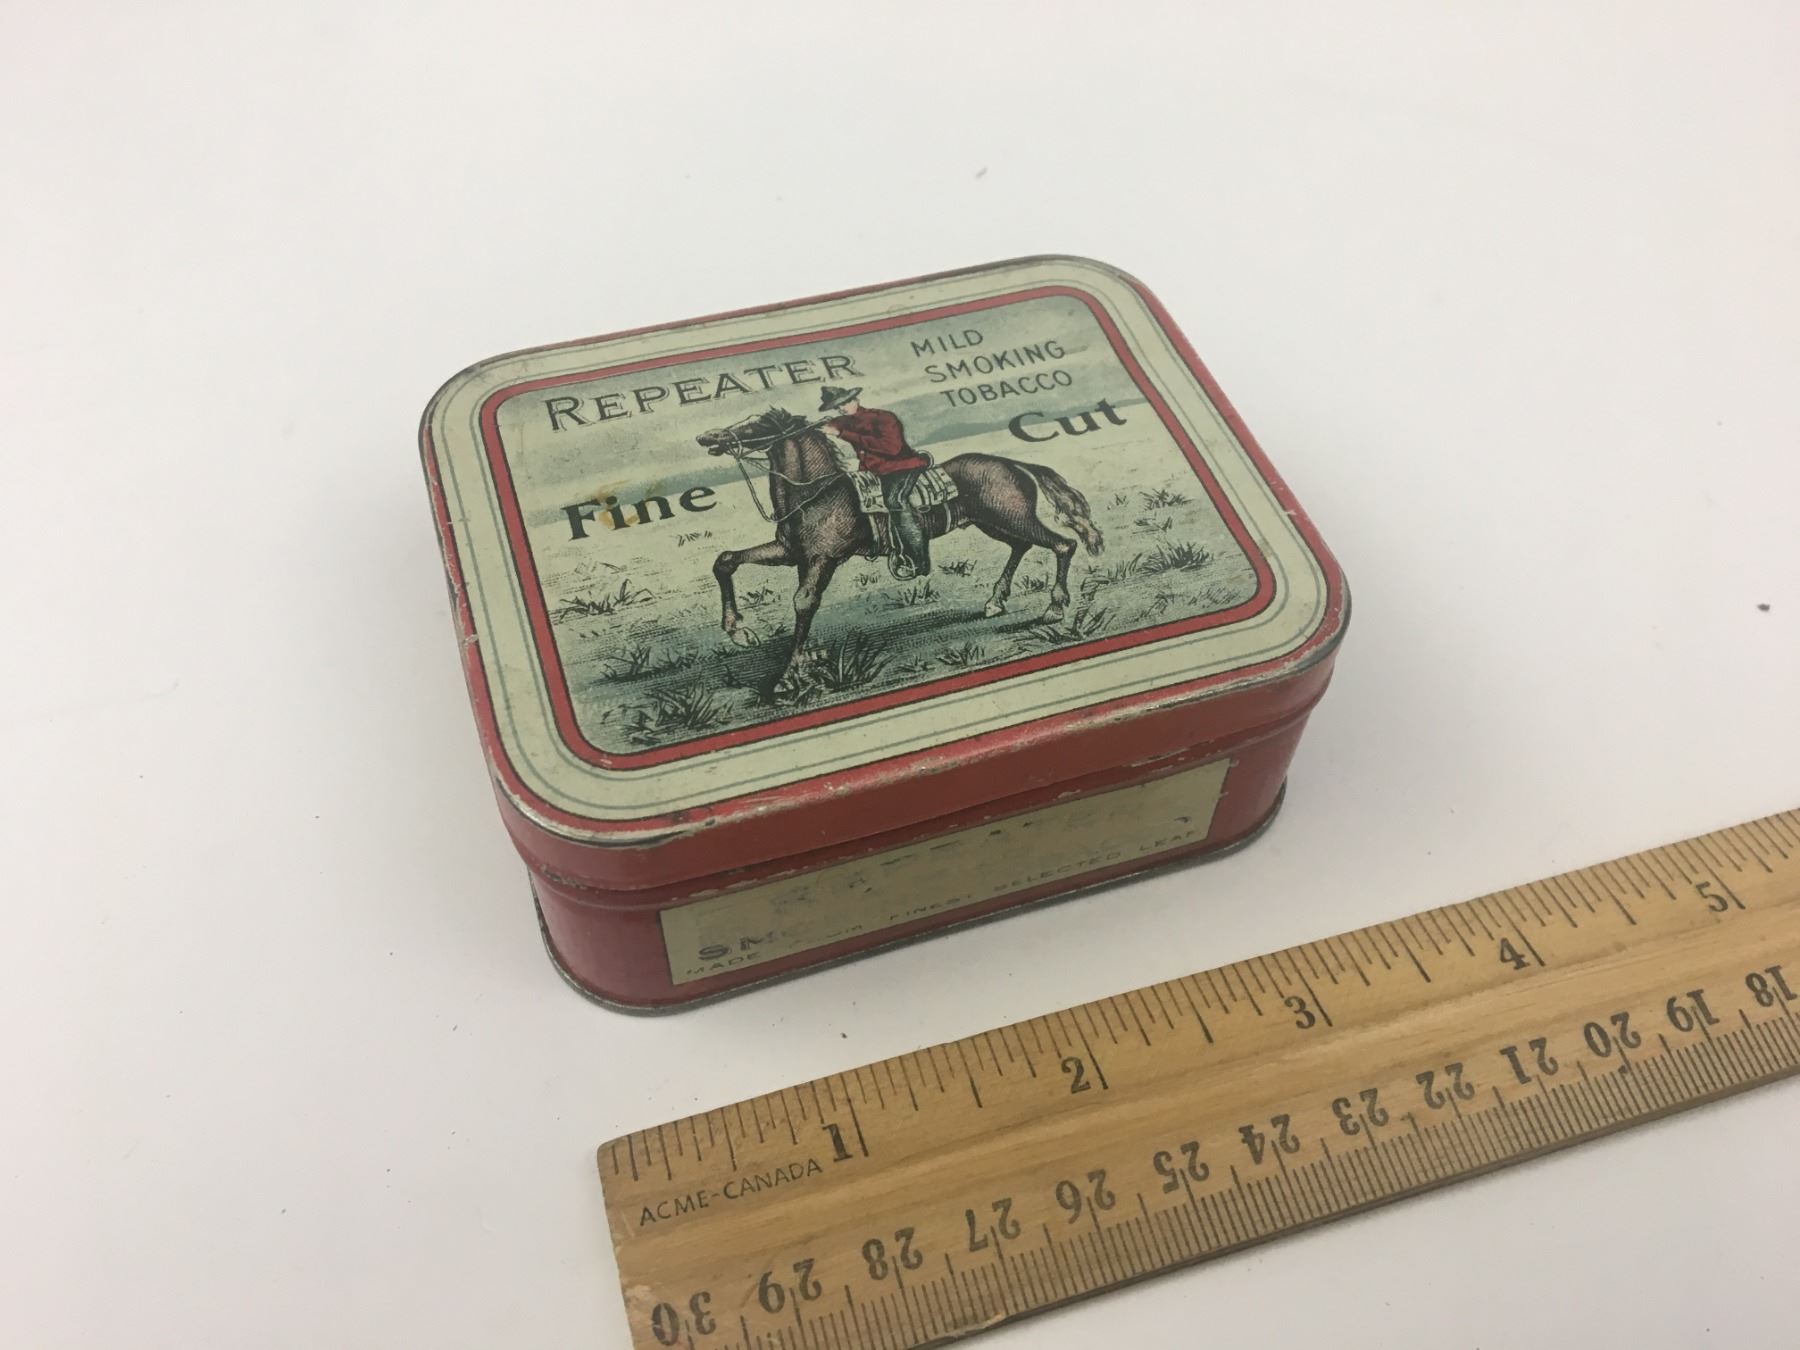 REPEATER
MILD
SMOKING
TOBACCO
Fine Cut
MADE FROM FINEST SELECTED LEAF
1 2 3 4 5
ACME-CANADA
30 29 28 27 26 25 24 23 22 21 20 19 18